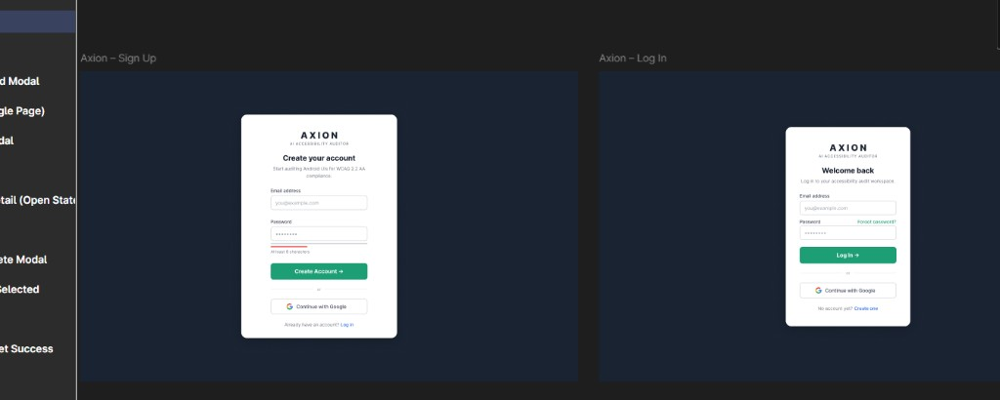 d Modal
gle Page)
dal
tail (Open State
ete Modal
Selected
et Success
Axion – Sign Up
AXION
AI ACCESSIBILITY AUDITOR
Create your account
Start auditing Android UIs for WCAG 2.2 AA
compliance.
Email address
you@example.com
Password
••••••••
At least 8 characters
Create Account →
or
Continue with Google
Already have an account? Log in
Axion – Log In
AXION
AI ACCESSIBILITY AUDITOR
Welcome back
Log in to your accessibility audit workspace.
Email address
you@example.com
Password Forgot password?
••••••••
Log In →
or
Continue with Google
No account yet? Create one